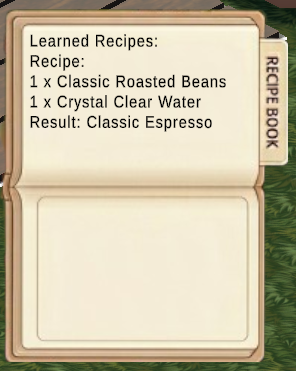 Learned Recipes:
Recipe:
1 x Classic Roasted Beans
1 x Crystal Clear Water
Result: Classic Espresso
RECIPE BOOK